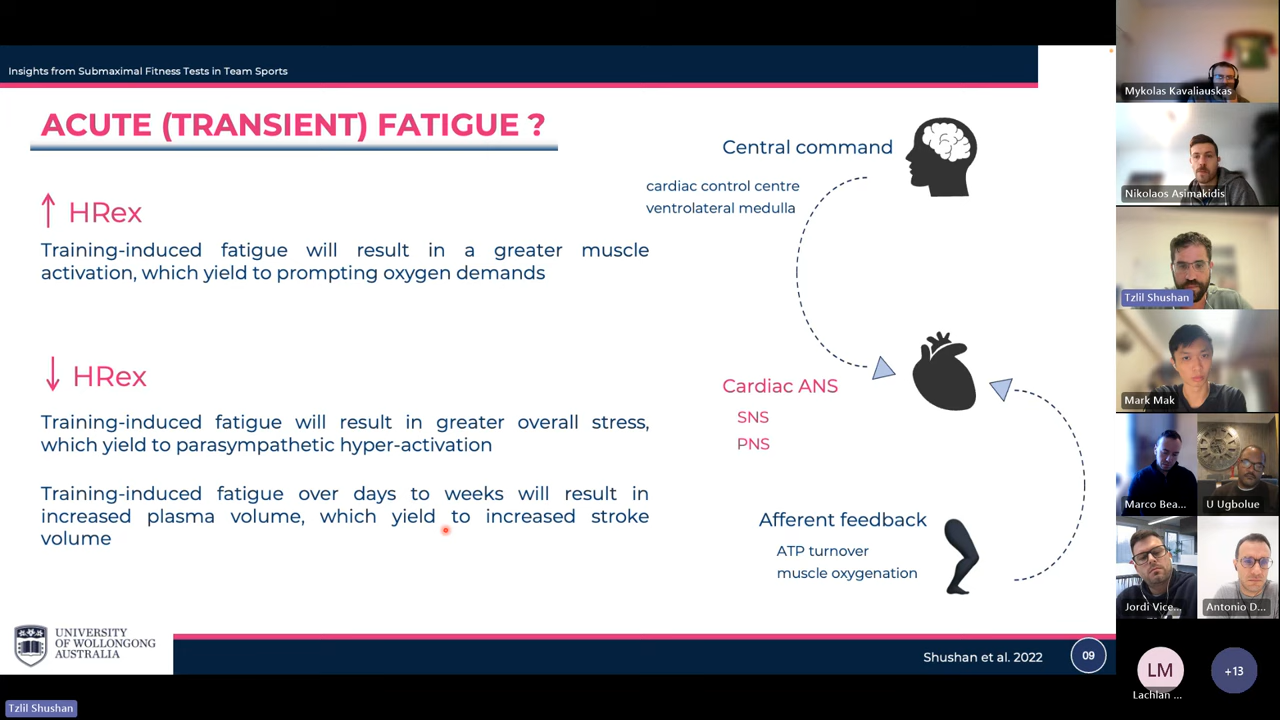 Insights from Submaximal Fitness Tests in Team Sports
ACUTE (TRANSIENT) FATIGUE ?
↑ HRex
Training-induced fatigue will result in a greater muscle
activation, which yield to prompting oxygen demands
↓ HRex
Training-induced fatigue will result in greater overall stress,
which yield to parasympathetic hyper-activation
Training-induced fatigue over days to weeks will result in
increased plasma volume, which yield to increased stroke
volume
Central command
cardiac control centre
ventrolateral medulla
Cardiac ANS
SNS
PNS
Afferent feedback
ATP turnover
muscle oxygenation
UNIVERSITY
OF WOLLONGONG
AUSTRALIA
Shushan et al. 2022
09
Tzlil Shushan
Mykolas Kavaliauskas
Nikolaos Asimakidis
Tzlil Shushan
Mark Mak
Marco Bea...
U Ugbolue
Jordi Vice...
Antonio D...
LM
Lachlan ...
+13